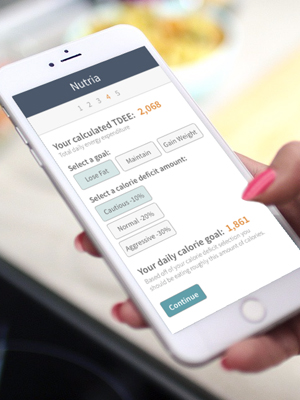 Nutria
1 2 3 4 5
Your calculated TDEE: 2,068
Total daily energy expenditure
Select a goal:
Lose Fat Maintain Gain Weight
Select a calorie deficit amount:
Cautious -10%
Normal -20%
Aggressive -30%
Your daily calorie goal: 1,861
Based off of your calorie deficit selection you
should be eating roughly this amount of calories.
Continue